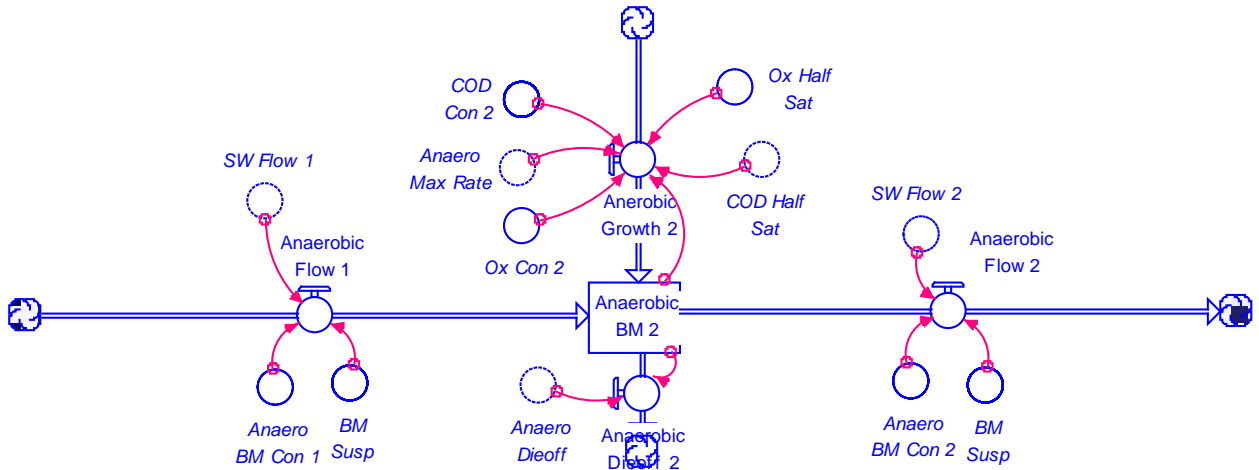 COD
Con 2
Ox Half
Sat
SW Flow 1
Anaero
Max Rate
COD Half
Sat
SW Flow 2
Anerobic
Growth 2
Ox Con 2
Anaerobic
Flow 1
Anaerobic
Flow 2
Anaerobic
BM 2
Anaero
BM Con 1
BM
Susp
Anaero
Dieoff
Anaerobic
Dieoff 2
Anaero
BM Con 2
BM
Susp